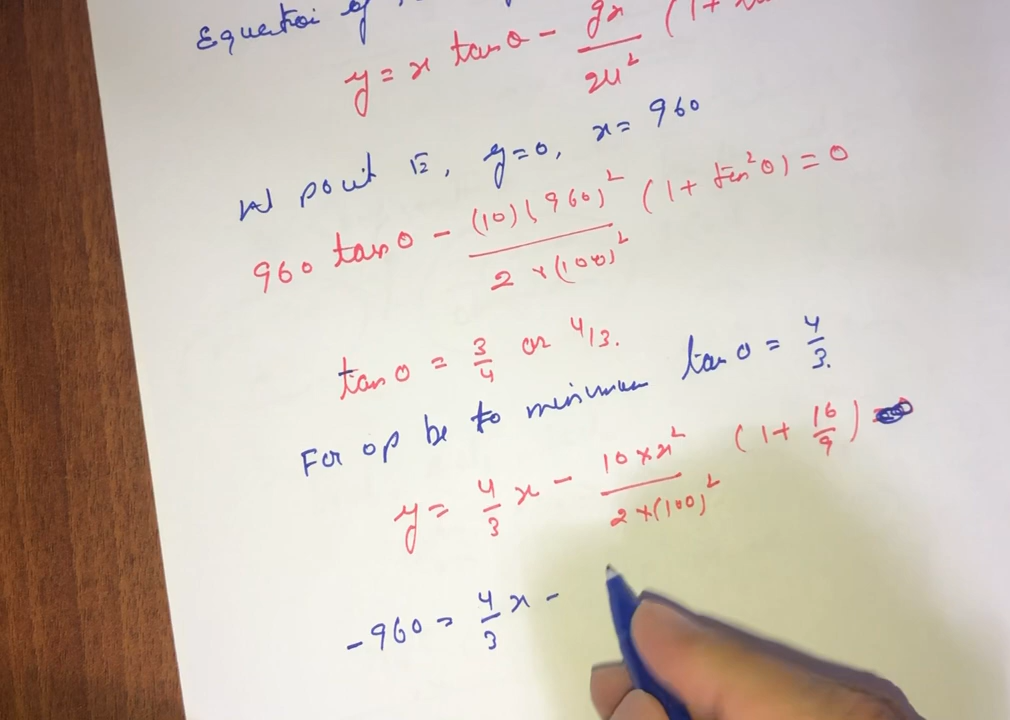 Equation of
y = x tan θ - gx / 2u² (1 +
At point E, y = 0, x = 960
960 tan θ - (10)(960)² / 2 × (100)² (1 + tan² θ) = 0
tan θ = 3/4 or 4/3.
For op be to minimum tan θ = 4/3.
y = 4/3 x - 10 × x² / 2 × (100)² (1 + 16/9)
-960 = 4/3 x -